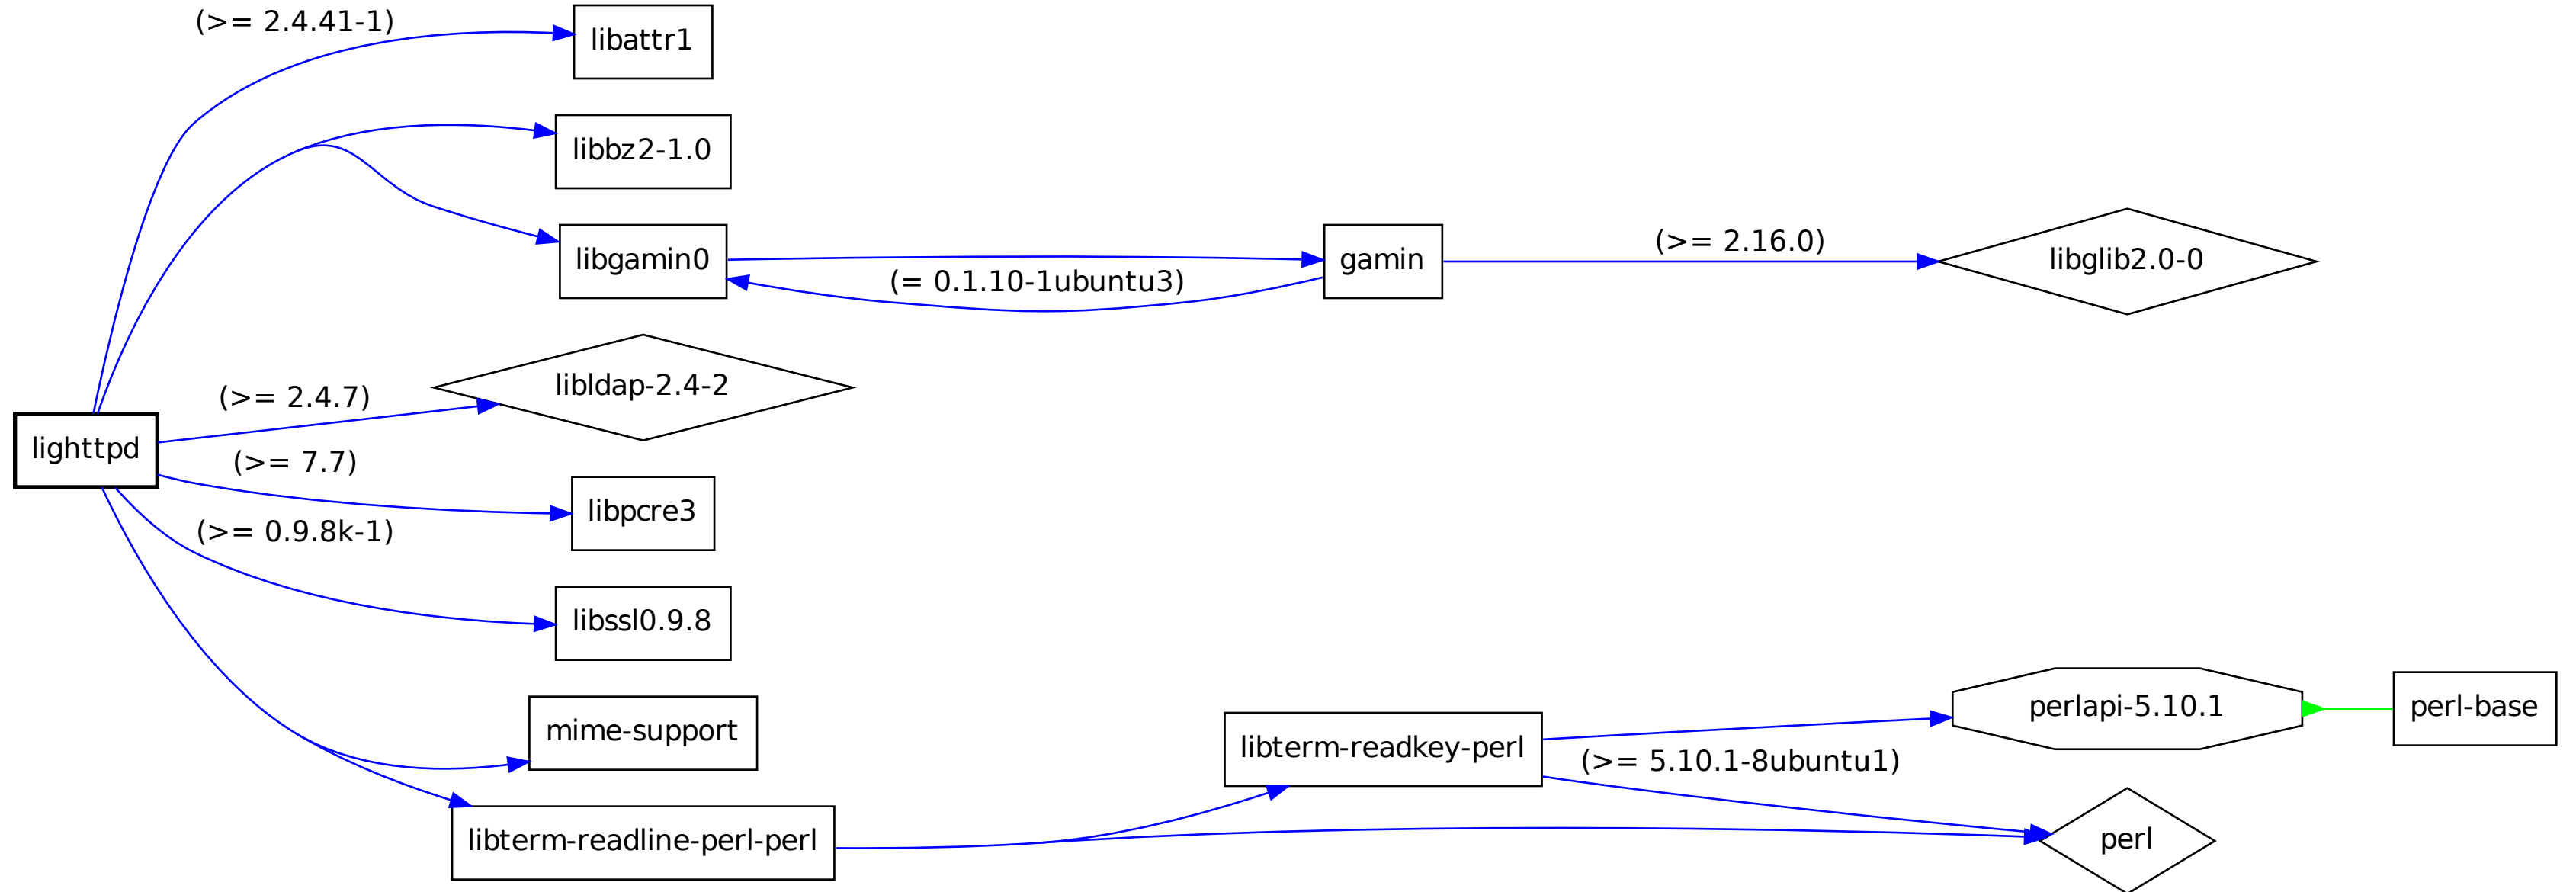 (>= 2.4.41-1)
libattr1
libbz2-1.0
libgamin0
(= 0.1.10-1ubuntu3)
gamin
(>= 2.16.0)
libglib2.0-0
(>= 2.4.7)
libldap-2.4-2
lighttpd
(>= 7.7)
libpcre3
(>= 0.9.8k-1)
libssl0.9.8
mime-support
libterm-readline-perl-perl
libterm-readkey-perl
(>= 5.10.1-8ubuntu1)
perlapi-5.10.1
perl-base
perl